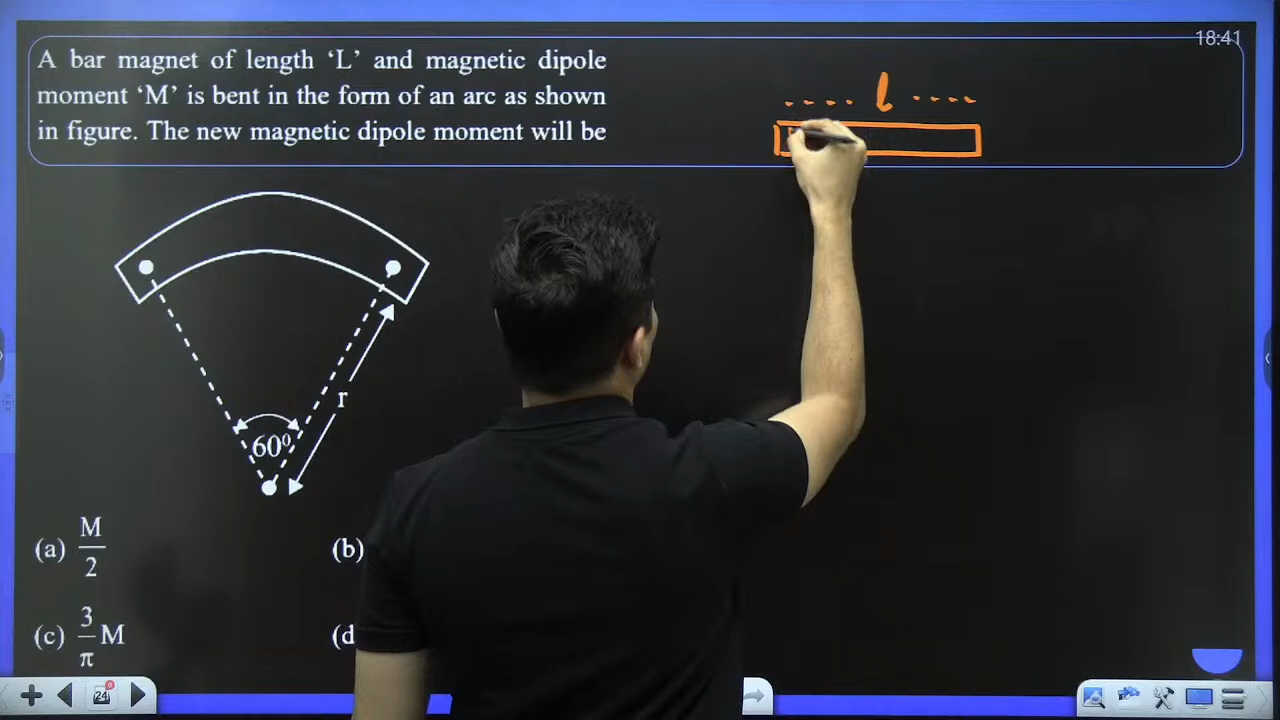 18:41
A bar magnet of length ‘L’ and magnetic dipole
moment ‘M’ is bent in the form of an arc as shown
in figure. The new magnetic dipole moment will be
.... l ....
r
60⁰
(a) M/2
(b)
(c) 3/π M
(d
24